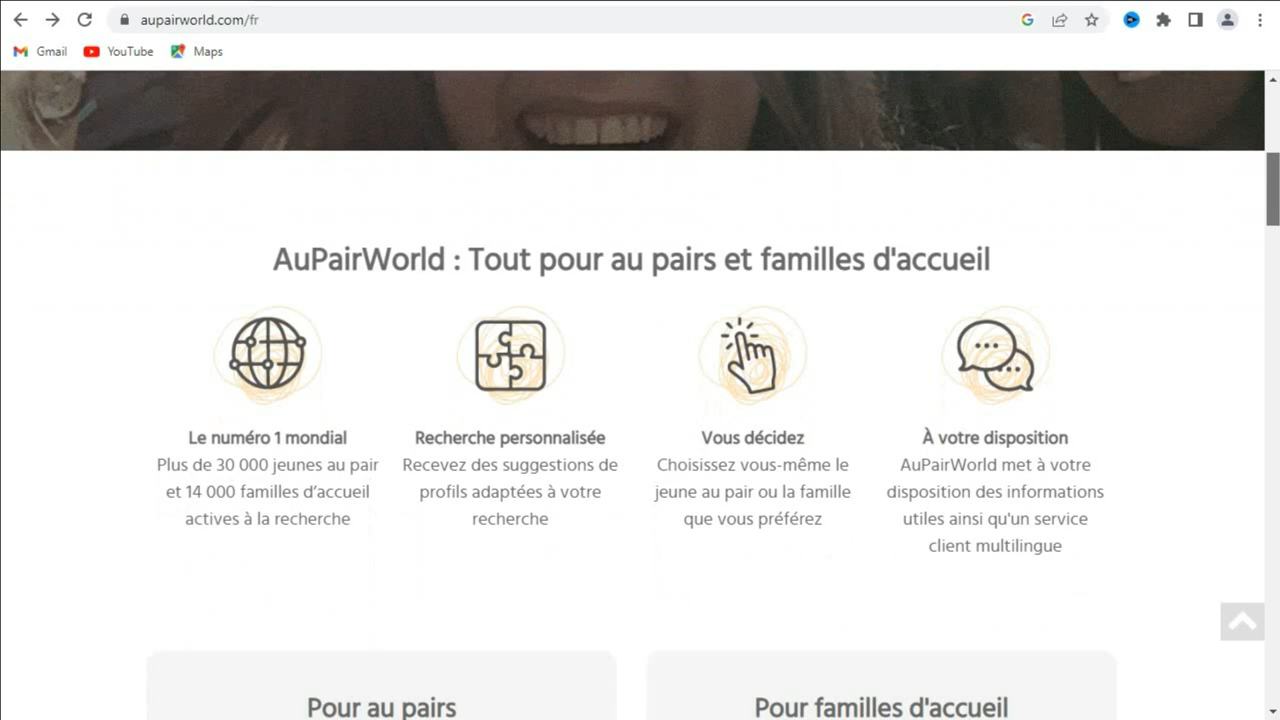 aupairworld.com/fr
Gmail YouTube Maps
AuPairWorld : Tout pour au pairs et familles d'accueil
Le numéro 1 mondial
Plus de 30 000 jeunes au pair
et 14 000 familles d’accueil
actives à la recherche
Recherche personnalisée
Recevez des suggestions de
profils adaptées à votre
recherche
Vous décidez
Choisissez vous-même le
jeune au pair ou la famille
que vous préférez
À votre disposition
AuPairWorld met à votre
disposition des informations
utiles ainsi qu'un service
client multilingue
Pour au pairs
Pour familles d'accueil